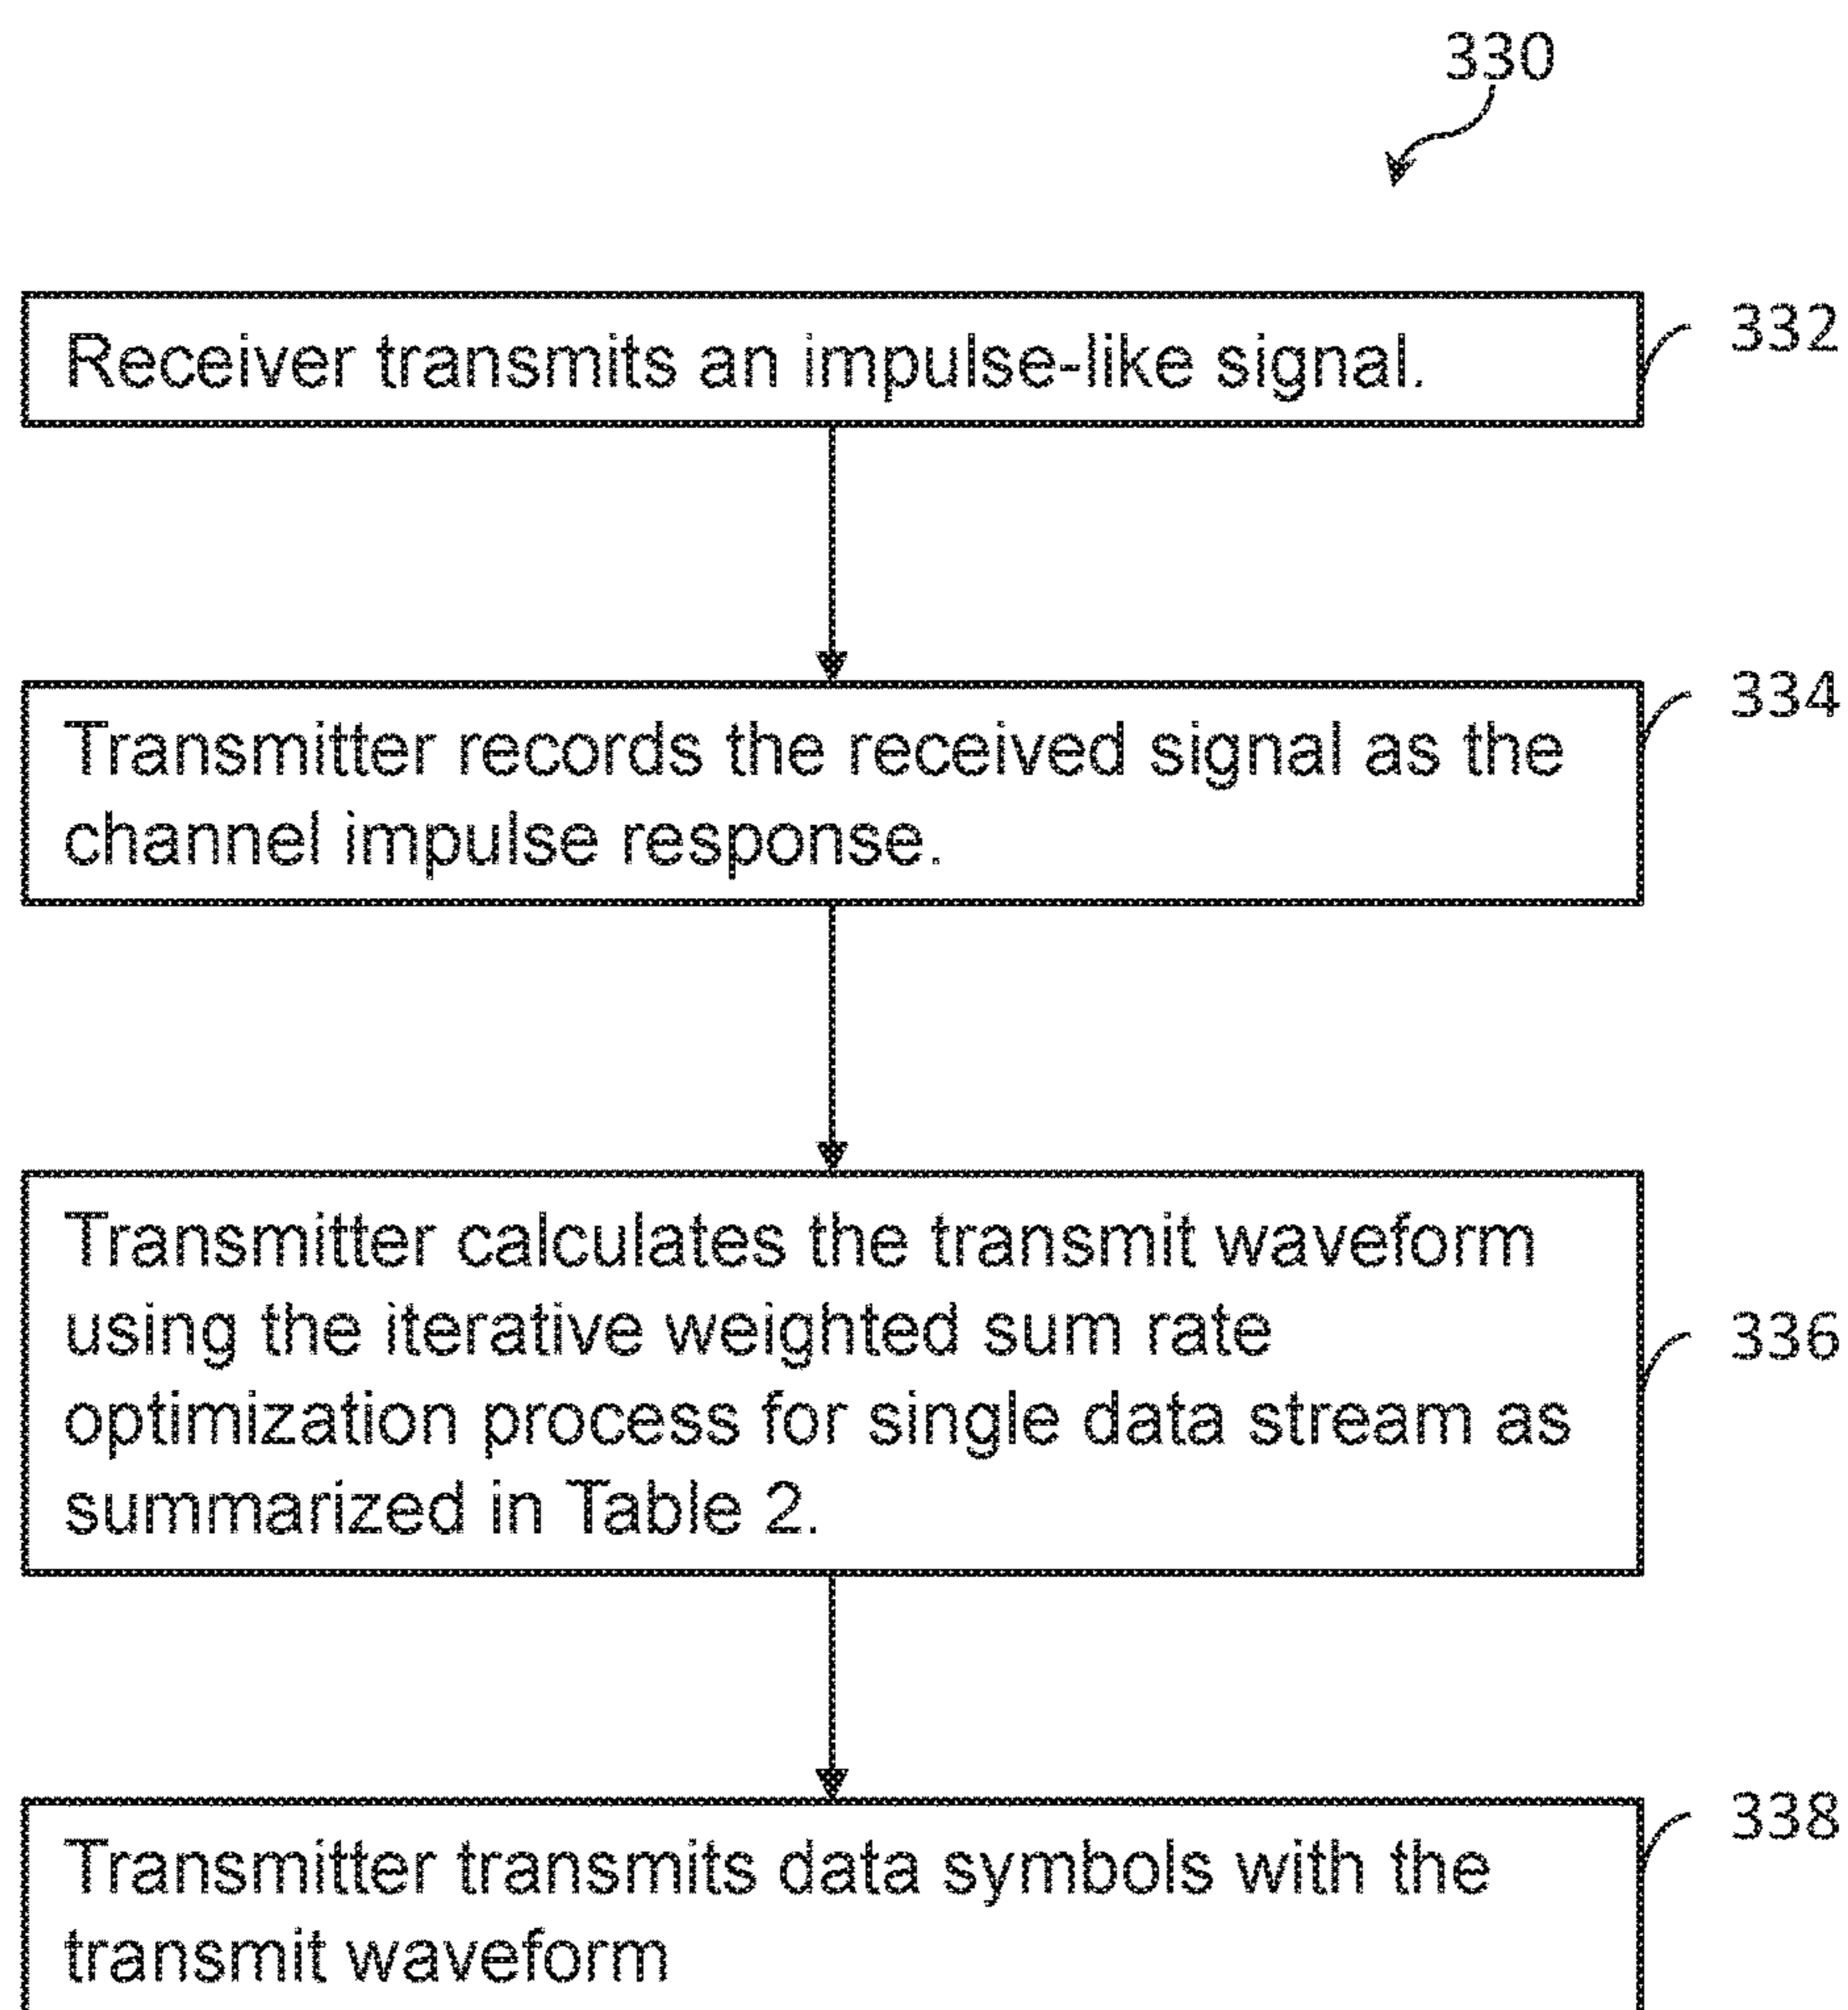 330
Receiver transmits an impulse-like signal.
332
Transmitter records the received signal as the
channel impulse response.
334
Transmitter calculates the transmit waveform
using the iterative weighted sum rate
optimization process for single data stream as
summarized in Table 2.
336
Transmitter transmits data symbols with the
transmit waveform
338